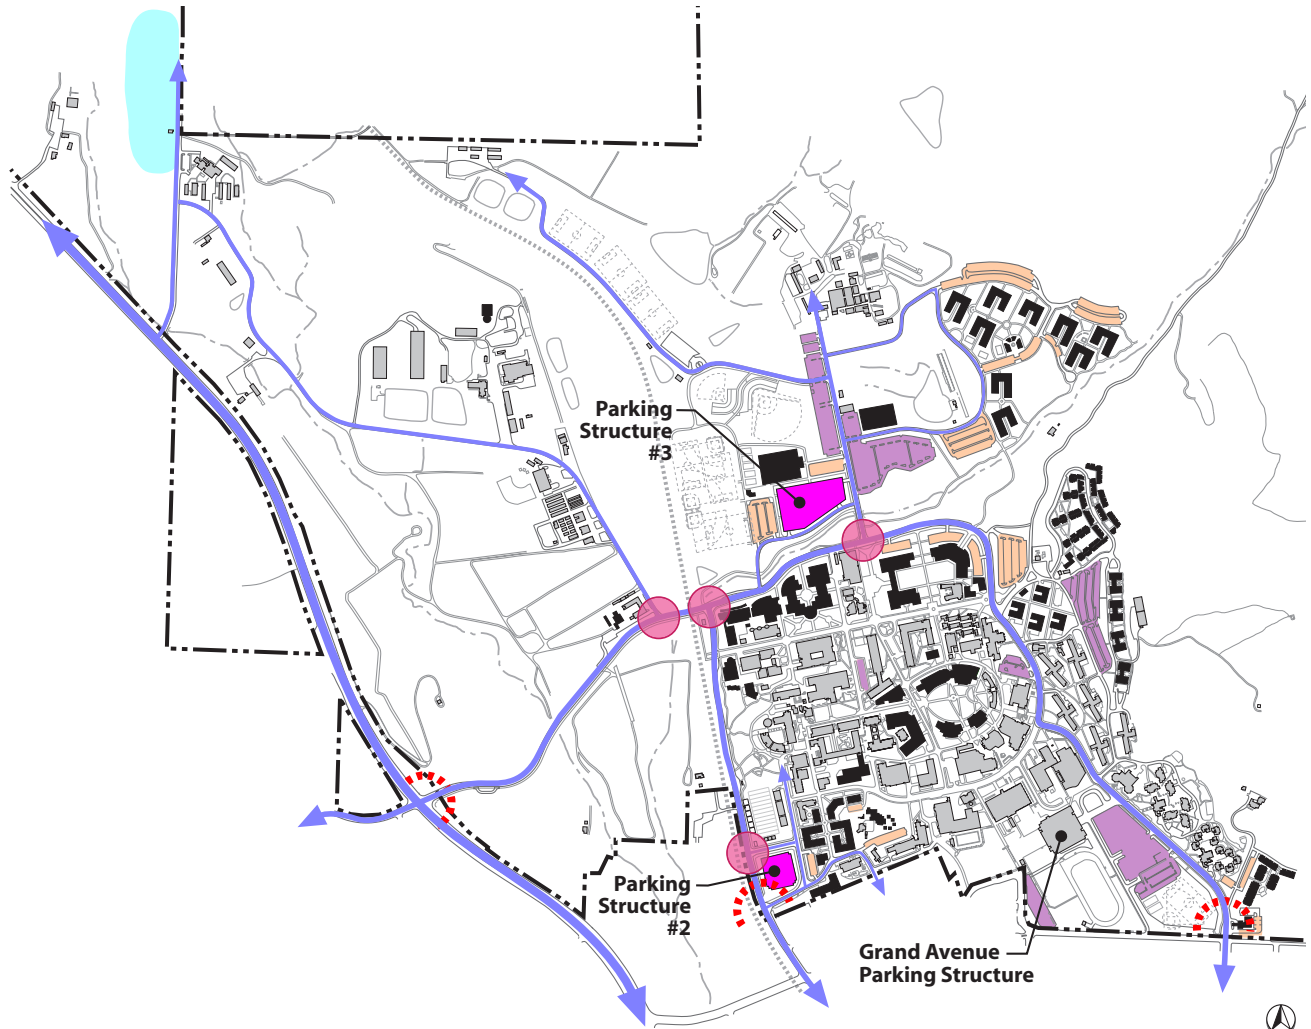 Parking
Structure
#3
Parking
Structure
#2
Grand Avenue
Parking Structure